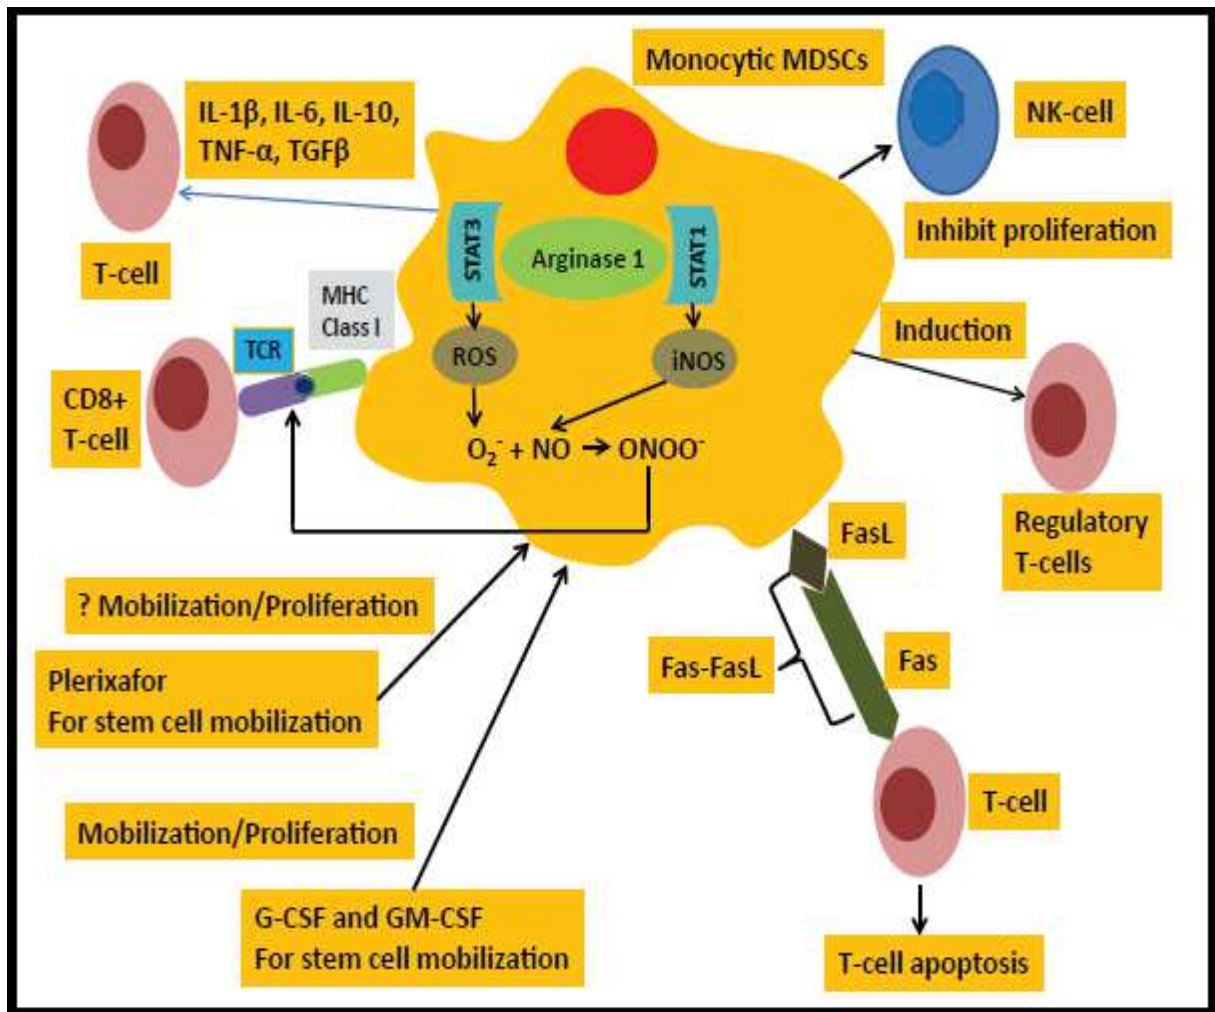 Monocytic MDSCs
IL-1β, IL-6, IL-10,
TNF-α, TGFβ
NK-cell
T-cell
Inhibit proliferation
STAT3
Arginase 1
STAT1
MHC
Class I
TCR
ROS
iNOS
Induction
CD8+
T-cell
O₂⁻ + NO → ONOO⁻
Regulatory
T-cells
FasL
? Mobilization/Proliferation
Fas-FasL
Fas
Plerixafor
For stem cell mobilization
T-cell
Mobilization/Proliferation
G-CSF and GM-CSF
For stem cell mobilization
T-cell apoptosis